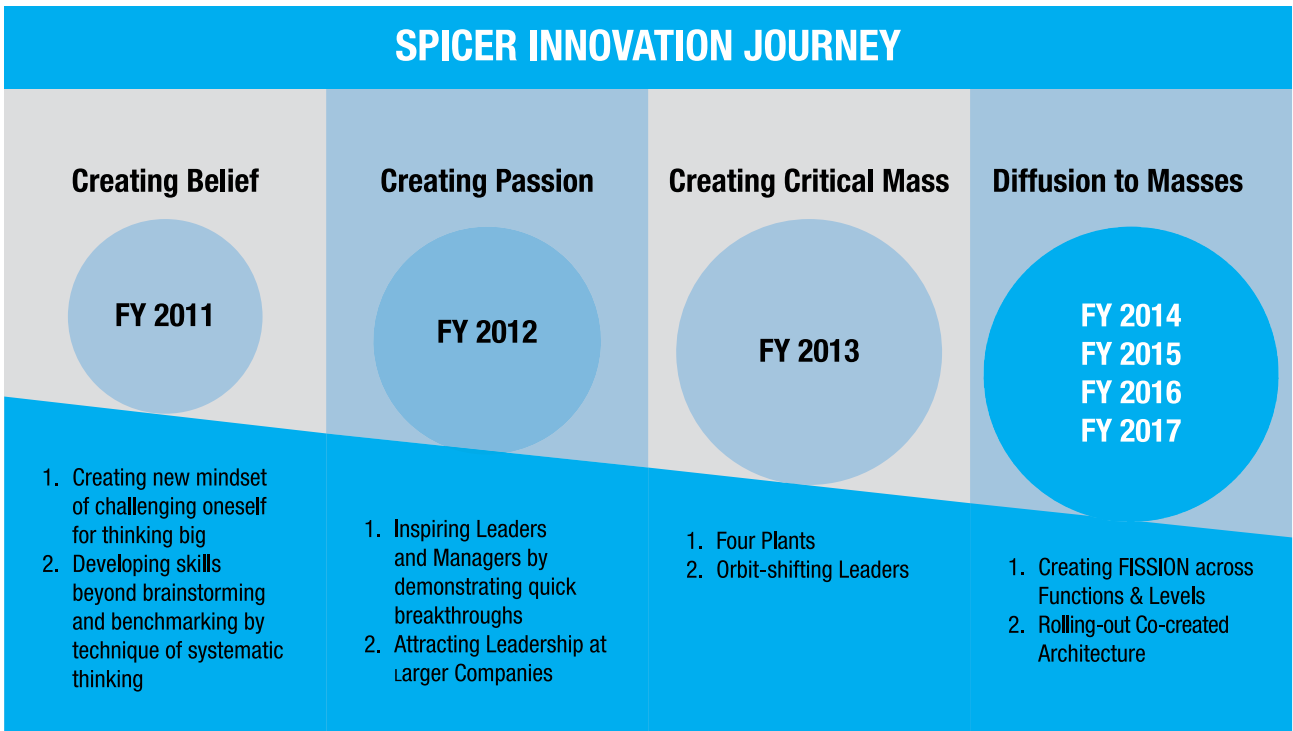 SPICER INNOVATION JOURNEY
Creating Belief
FY 2011
1. Creating new mindset
of challenging oneself
for thinking big
2. Developing skills
beyond brainstorming
and benchmarking by
technique of systematic
thinking
Creating Passion
FY 2012
1. Inspiring Leaders
and Managers by
demonstrating quick
breakthroughs
2. Attracting Leadership at
Larger Companies
Creating Critical Mass
FY 2013
1. Four Plants
2. Orbit-shifting Leaders
Diffusion to Masses
FY 2014
FY 2015
FY 2016
FY 2017
1. Creating FISSION across
Functions & Levels
2. Rolling-out Co-created
Architecture